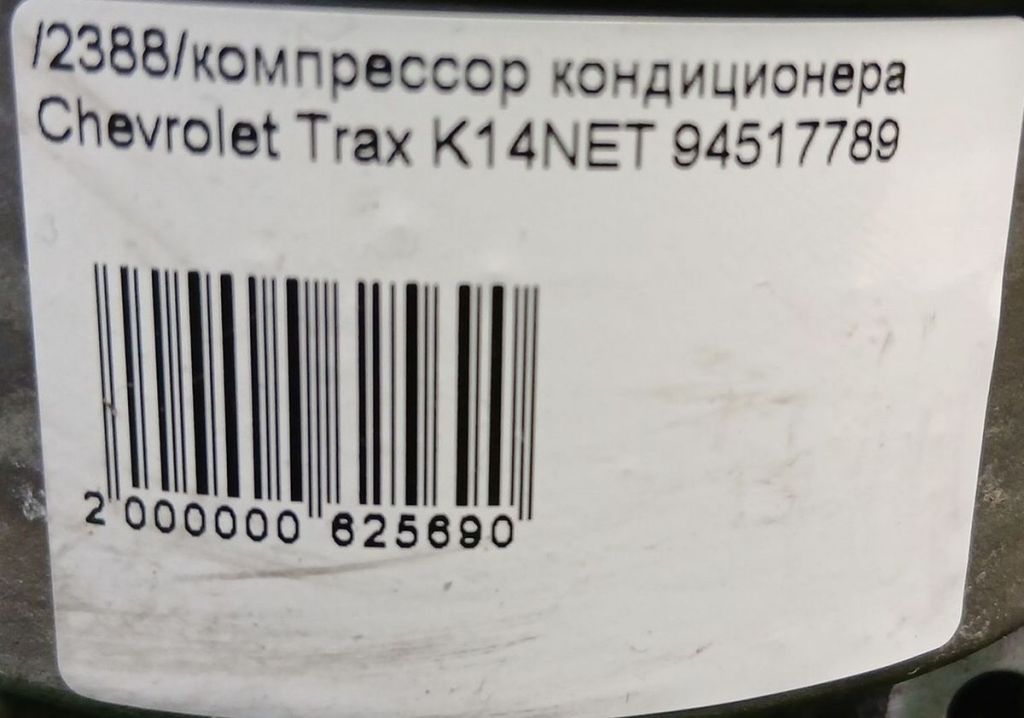 /2388/компрессор кондиционера
Chevrolet Trax K14NET 94517789
2 000000 625690